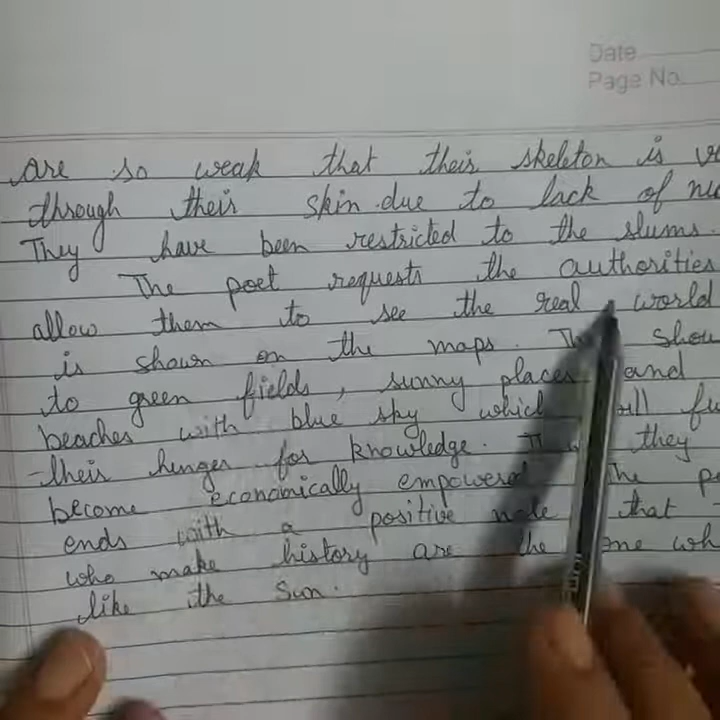 Date
Page No.
are so weak that their skeleton is
through their skin due to lack of
They have been restricted to the slums.
The poet requests the authorities
allow them to see the real world
is shown on the maps.
to green fields, sunny places and
beaches with blue sky which
their hunger for knowledge. they
become economically empowered The
ends with a positive note that
who make history are the
like the Sun.